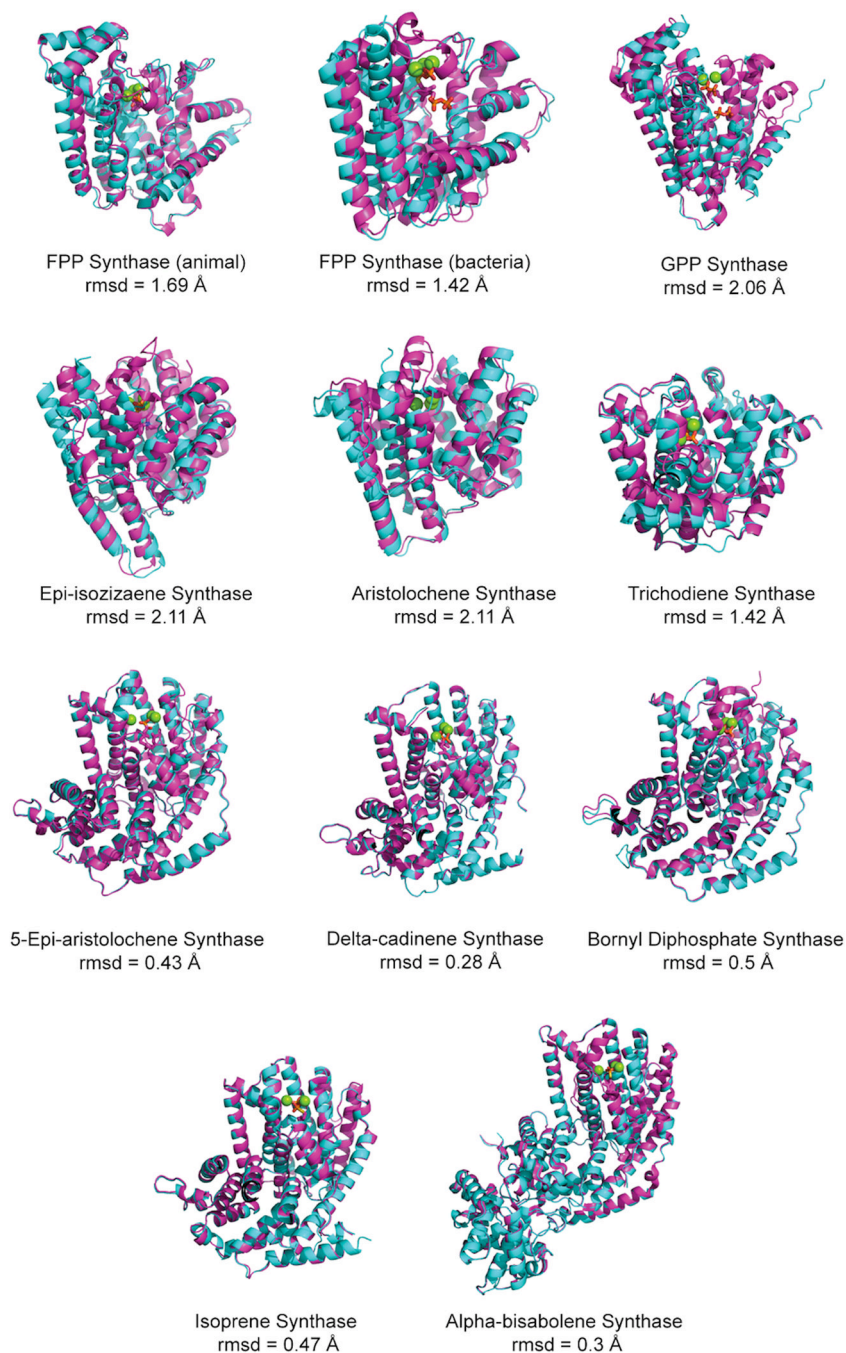 FPP Synthase (animal)
rmsd = 1.69 Å
FPP Synthase (bacteria)
rmsd = 1.42 Å
GPP Synthase
rmsd = 2.06 Å
Epi-isozizaene Synthase
rmsd = 2.11 Å
Aristolochene Synthase
rmsd = 2.11 Å
Trichodiene Synthase
rmsd = 1.42 Å
5-Epi-aristolochene Synthase
rmsd = 0.43 Å
Delta-cadinene Synthase
rmsd = 0.28 Å
Bornyl Diphosphate Synthase
rmsd = 0.5 Å
Isoprene Synthase
rmsd = 0.47 Å
Alpha-bisabolene Synthase
rmsd = 0.3 Å